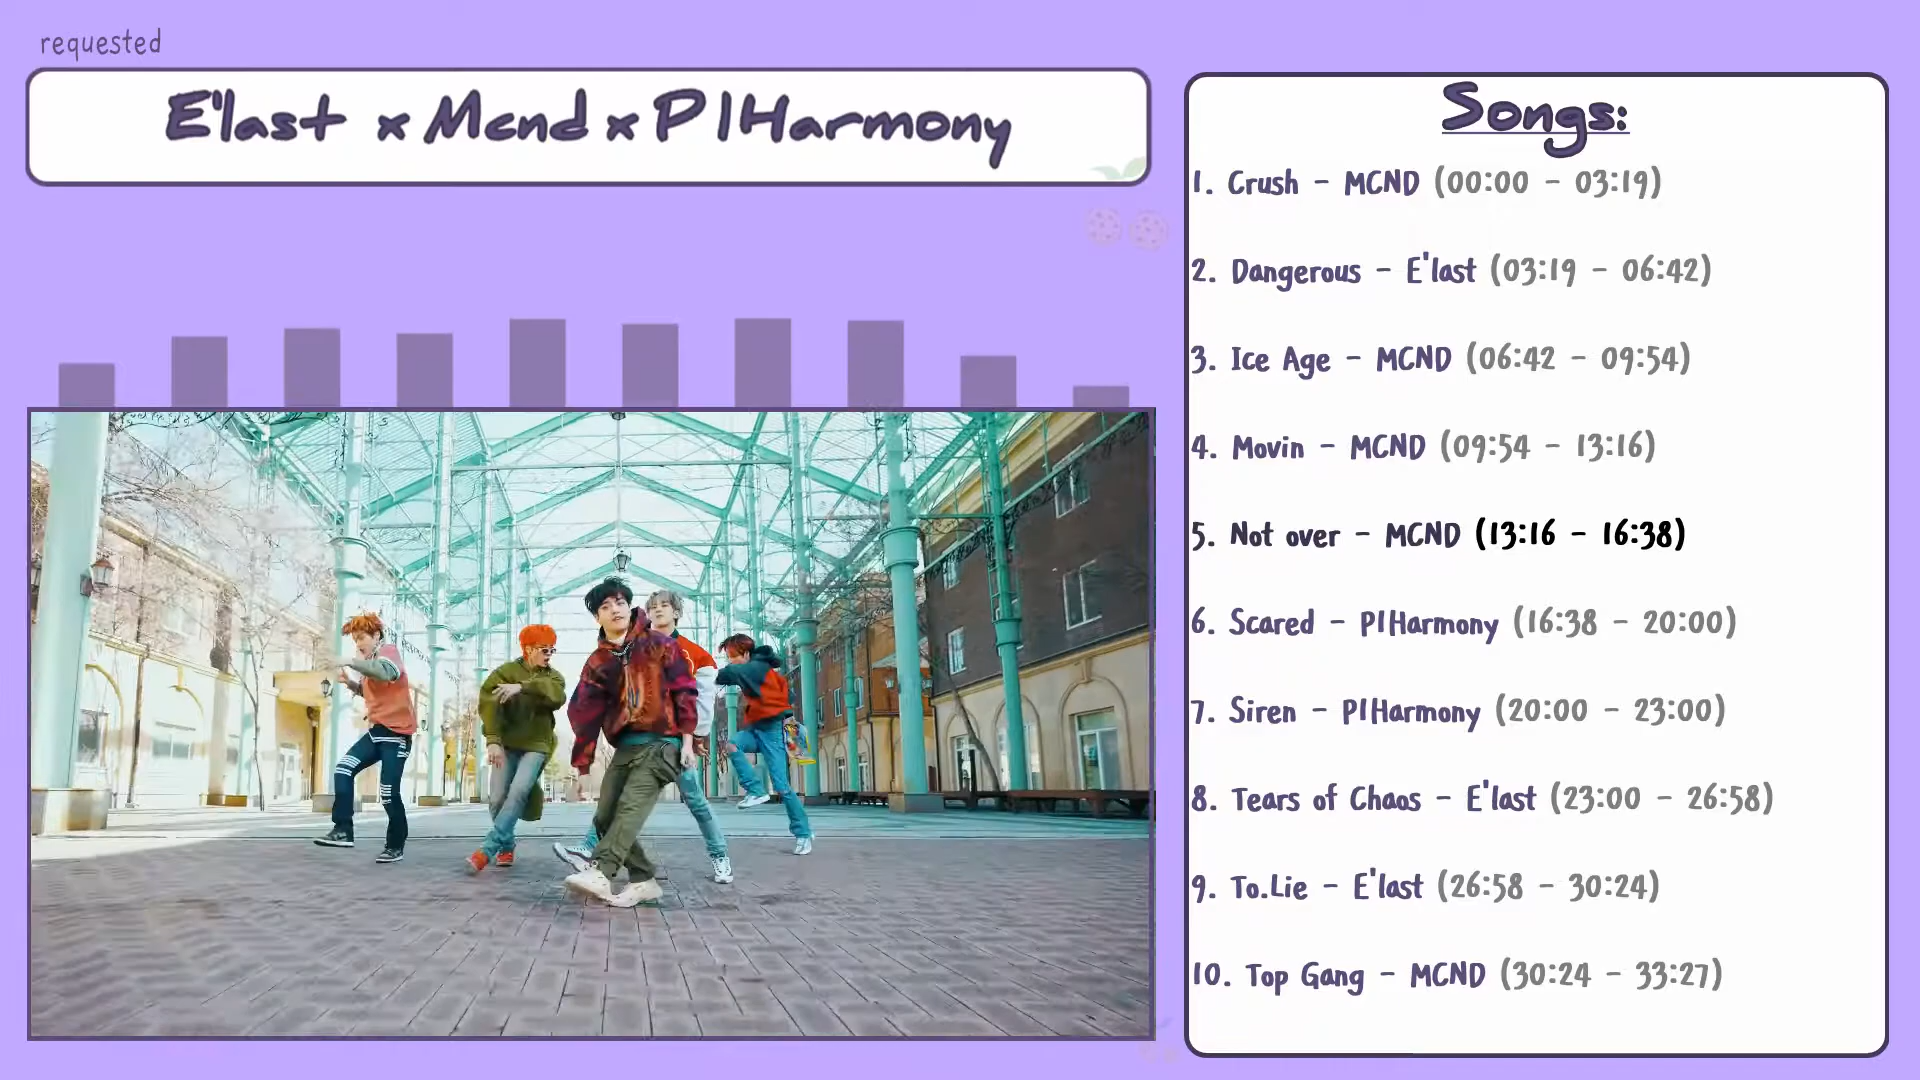 requested
E'last x Mcnd x P1Harmony
Songs:
1. Crush - MCND (00:00 - 03:19)
2. Dangerous - E'last (03:19 - 06:42)
3. Ice Age - MCND (06:42 - 09:54)
4. Movin - MCND (09:54 - 13:16)
5. Not over - MCND (13:16 - 16:38)
6. Scared - P1Harmony (16:38 - 20:00)
7. Siren - P1Harmony (20:00 - 23:00)
8. Tears of Chaos - E'last (23:00 - 26:58)
9. To.Lie - E'last (26:58 - 30:24)
10. Top Gang - MCND (30:24 - 33:27)